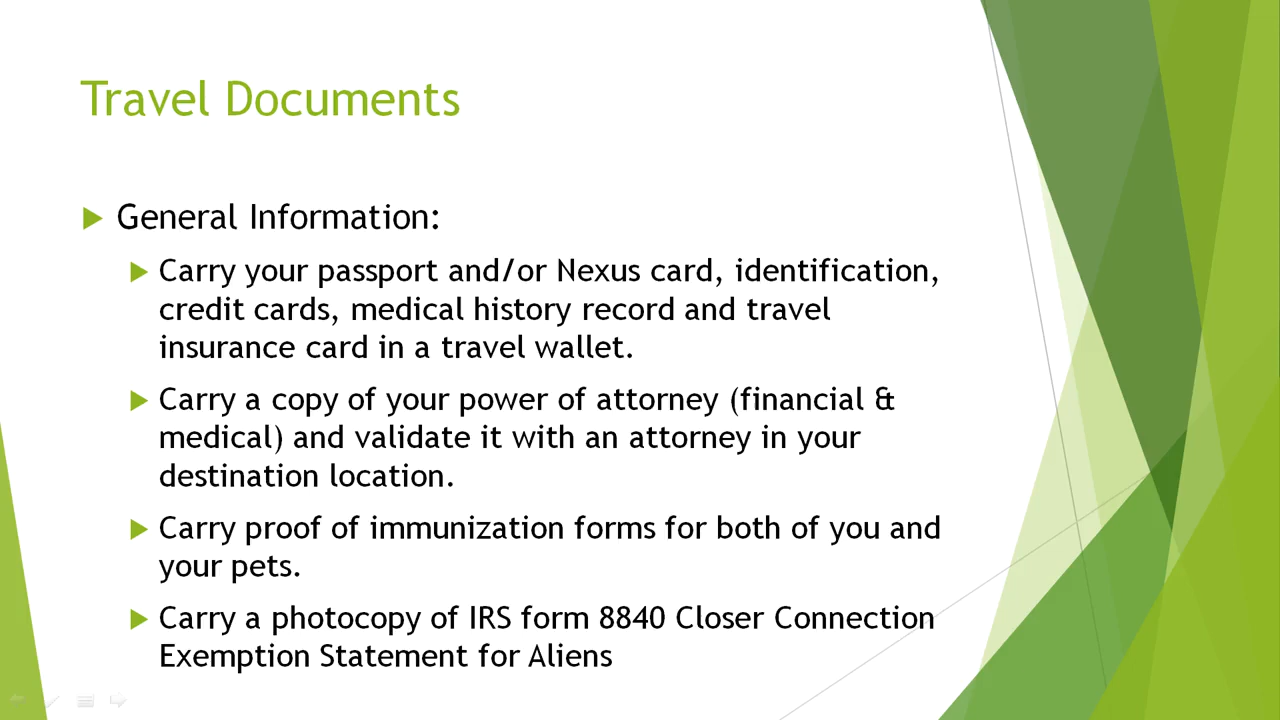 Travel Documents
General Information:
Carry your passport and/or Nexus card, identification,
credit cards, medical history record and travel
insurance card in a travel wallet.
Carry a copy of your power of attorney (financial &
medical) and validate it with an attorney in your
destination location.
Carry proof of immunization forms for both of you and
your pets.
Carry a photocopy of IRS form 8840 Closer Connection
Exemption Statement for Aliens